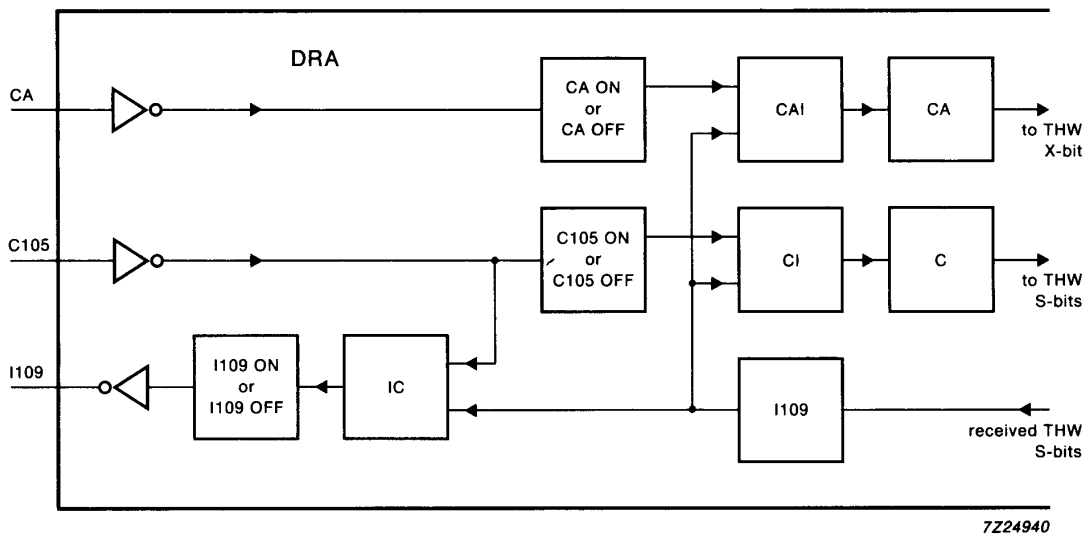 DRA
CA
CA ON
or
CA OFF
CAI
CA
to THW
X-bit
C105
C105 ON
or
C105 OFF
CI
C
to THW
S-bits
I109
I109 ON
or
I109 OFF
IC
I109
received THW
S-bits
7Z24940